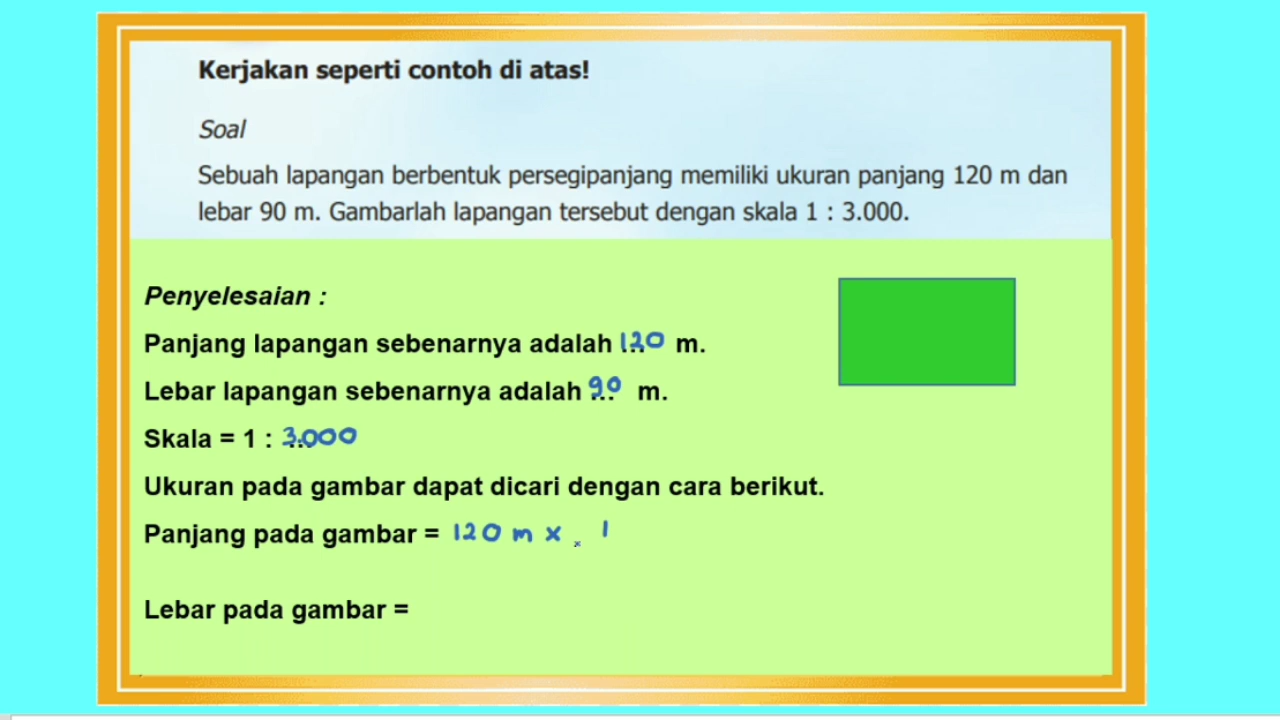 Kerjakan seperti contoh di atas!
Soal
Sebuah lapangan berbentuk persegipanjang memiliki ukuran panjang 120 m dan
lebar 90 m. Gambarlah lapangan tersebut dengan skala 1 : 3.000.
Penyelesaian :
Panjang lapangan sebenarnya adalah 120 m.
Lebar lapangan sebenarnya adalah 90 m.
Skala = 1 : 3.000
Ukuran pada gambar dapat dicari dengan cara berikut.
Panjang pada gambar = 120 m x 1
Lebar pada gambar =